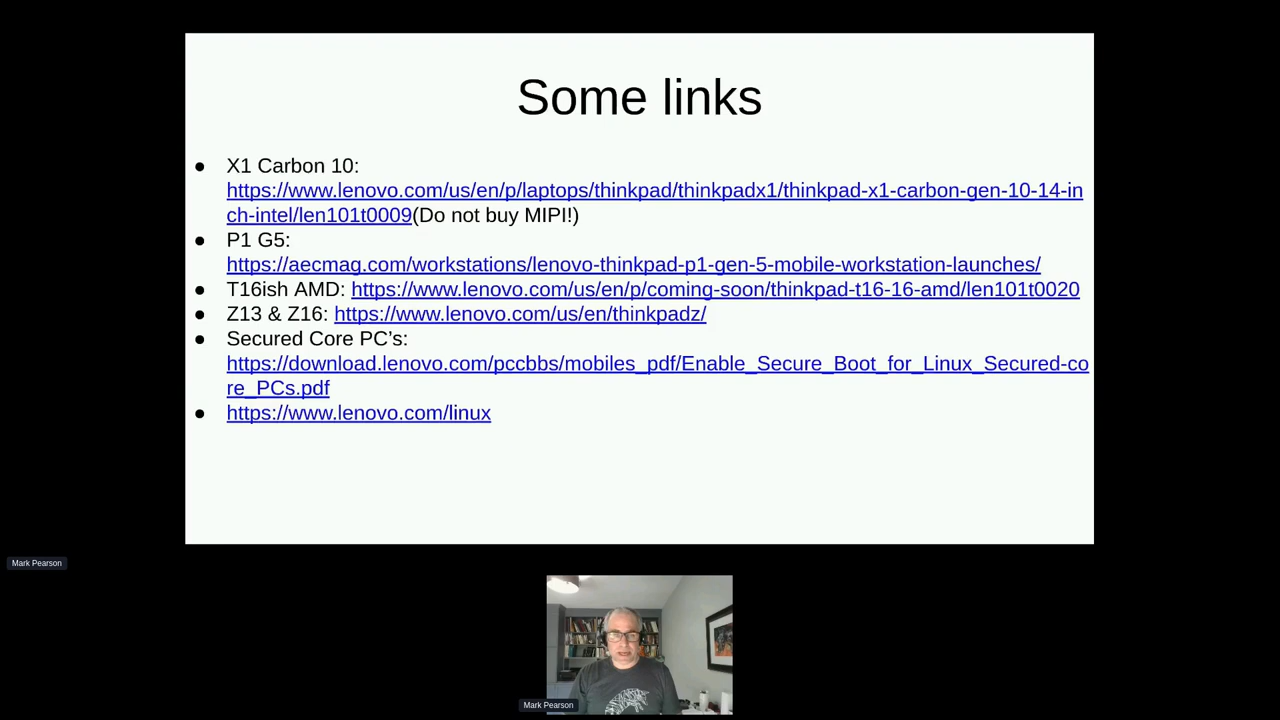 Some links
● X1 Carbon 10:
https://www.lenovo.com/us/en/p/laptops/thinkpad/thinkpadx1/thinkpad-x1-carbon-gen-10-14-in
ch-intel/len101t0009(Do not buy MIPI!)
● P1 G5:
https://aecmag.com/workstations/lenovo-thinkpad-p1-gen-5-mobile-workstation-launches/
● T16ish AMD: https://www.lenovo.com/us/en/p/coming-soon/thinkpad-t16-16-amd/len101t0020
● Z13 & Z16: https://www.lenovo.com/us/en/thinkpadz/
● Secured Core PC’s:
https://download.lenovo.com/pccbbs/mobiles_pdf/Enable_Secure_Boot_for_Linux_Secured-co
re_PCs.pdf
● https://www.lenovo.com/linux
Mark Pearson
Mark Pearson